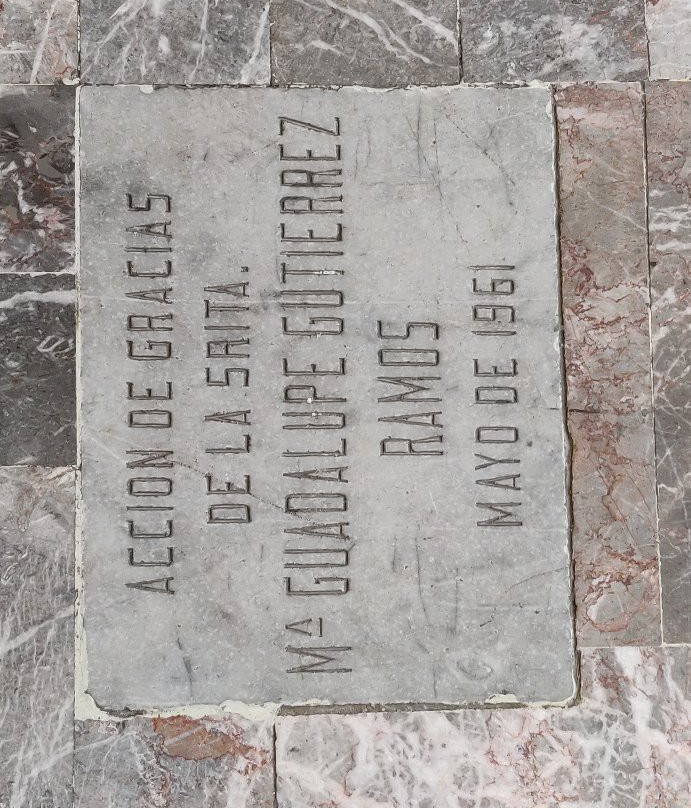 ACCION DE GRACIAS
DE LA SRITA.
Mª GUADALUPE GUTIERREZ
RAMOS
MAYO DE 1961